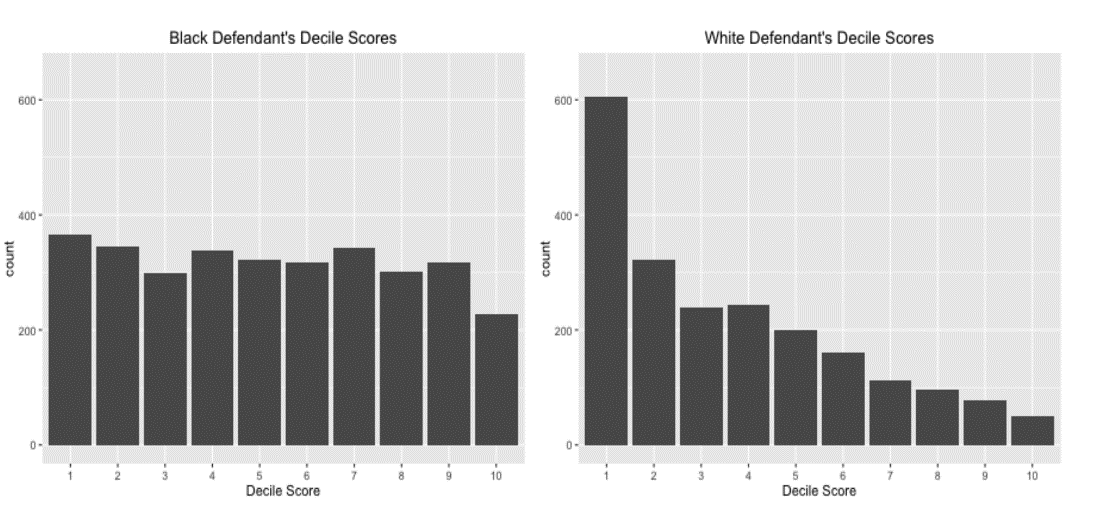 Black Defendant's Decile Scores
600
400
200
0
count
1 2 3 4 5 6 7 8 9 10
Decile Score
White Defendant's Decile Scores
600
400
200
0
count
1 2 3 4 5 6 7 8 9 10
Decile Score